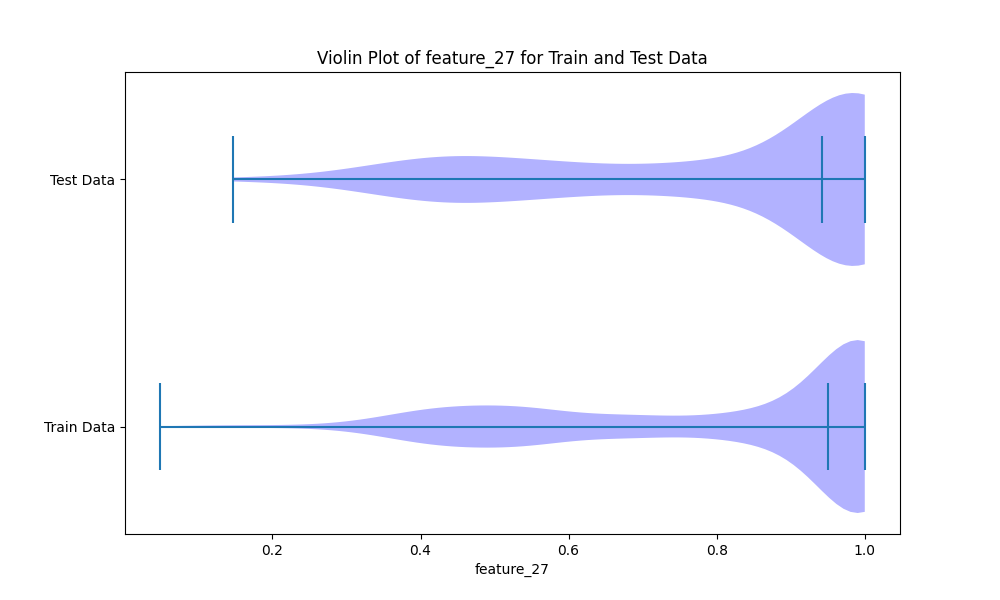 Violin Plot of feature_27 for Train and Test Data
Test Data
Train Data
0.2 0.4 0.6 0.8 1.0
feature_27